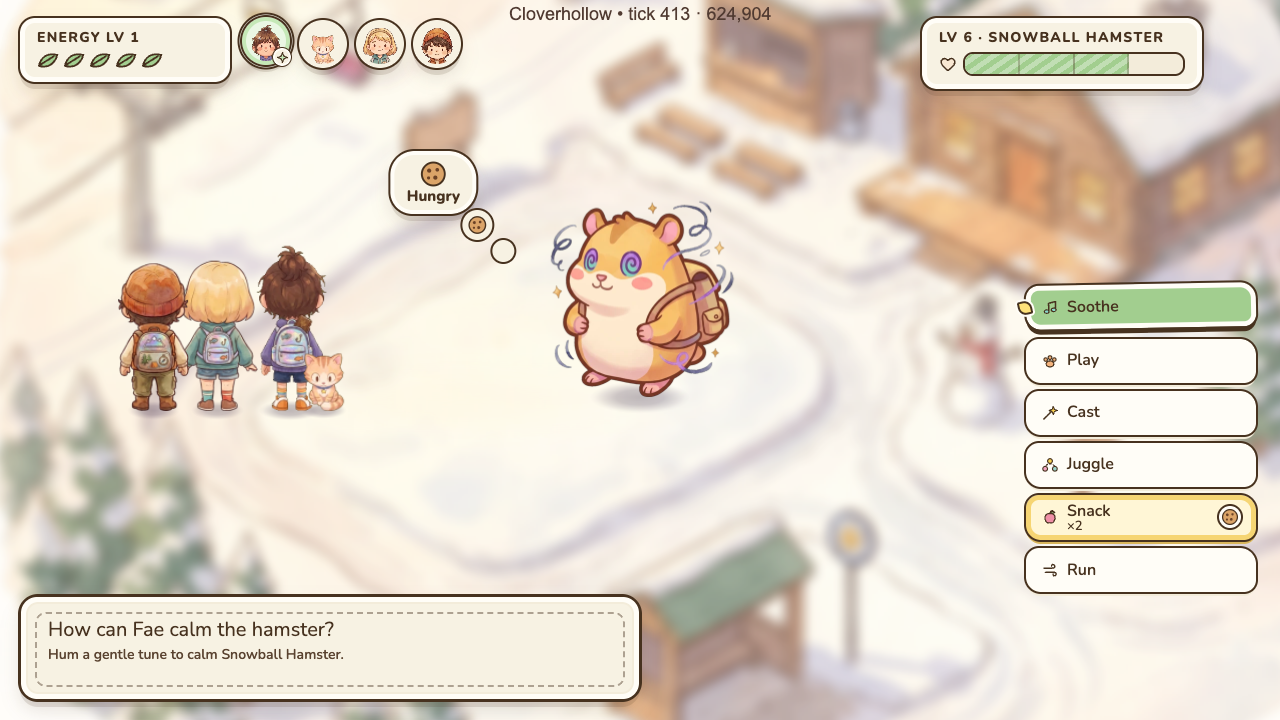 Cloverhollow • tick 413 · 624,904
ENERGY LV 1
LV 6 · SNOWBALL HAMSTER
Hungry
Soothe
Play
Cast
Juggle
Snack
×2
Run
How can Fae calm the hamster?
Hum a gentle tune to calm Snowball Hamster.